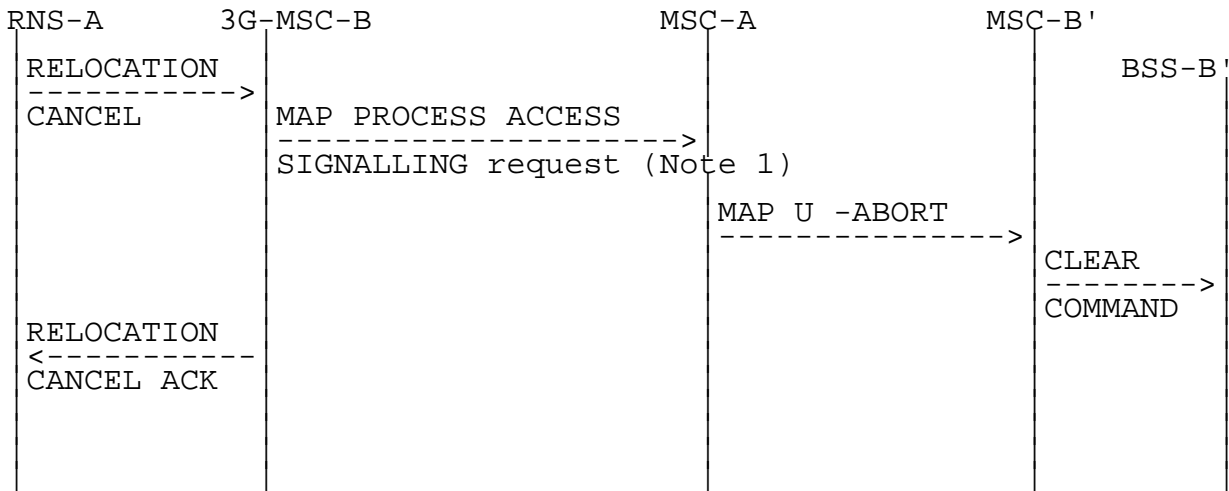 RNS-A 3G-MSC-B MSC-A MSC-B'
RELOCATION BSS-B'
CANCEL MAP PROCESS ACCESS
SIGNALLING request (Note 1)
MAP U -ABORT
CLEAR
COMMAND
RELOCATION
CANCEL ACK